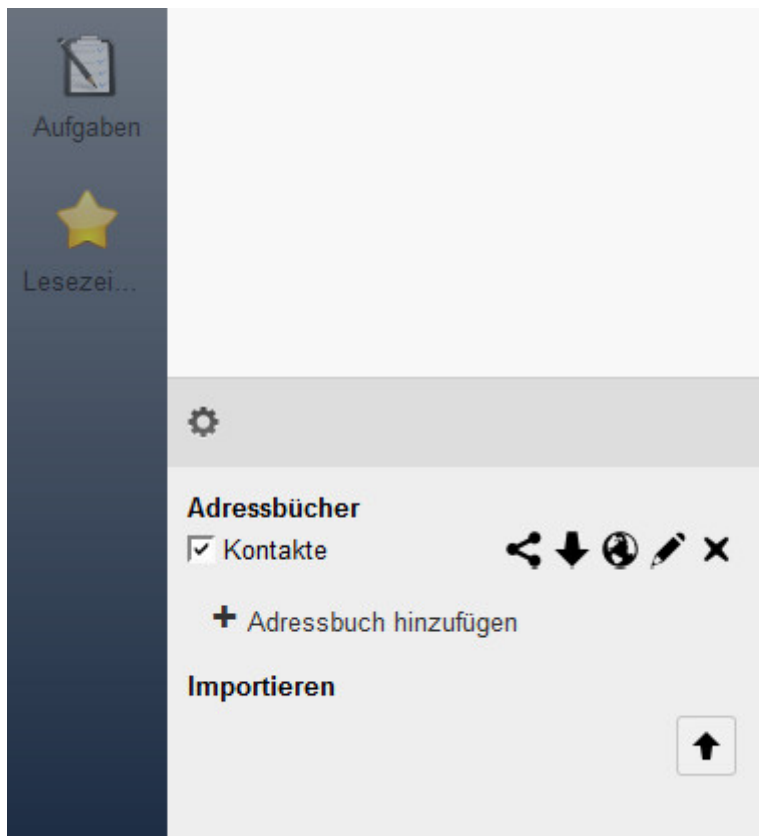 Aufgaben
Lesezei...
Adressbücher
Kontakte
Adressbuch hinzufügen
Importieren